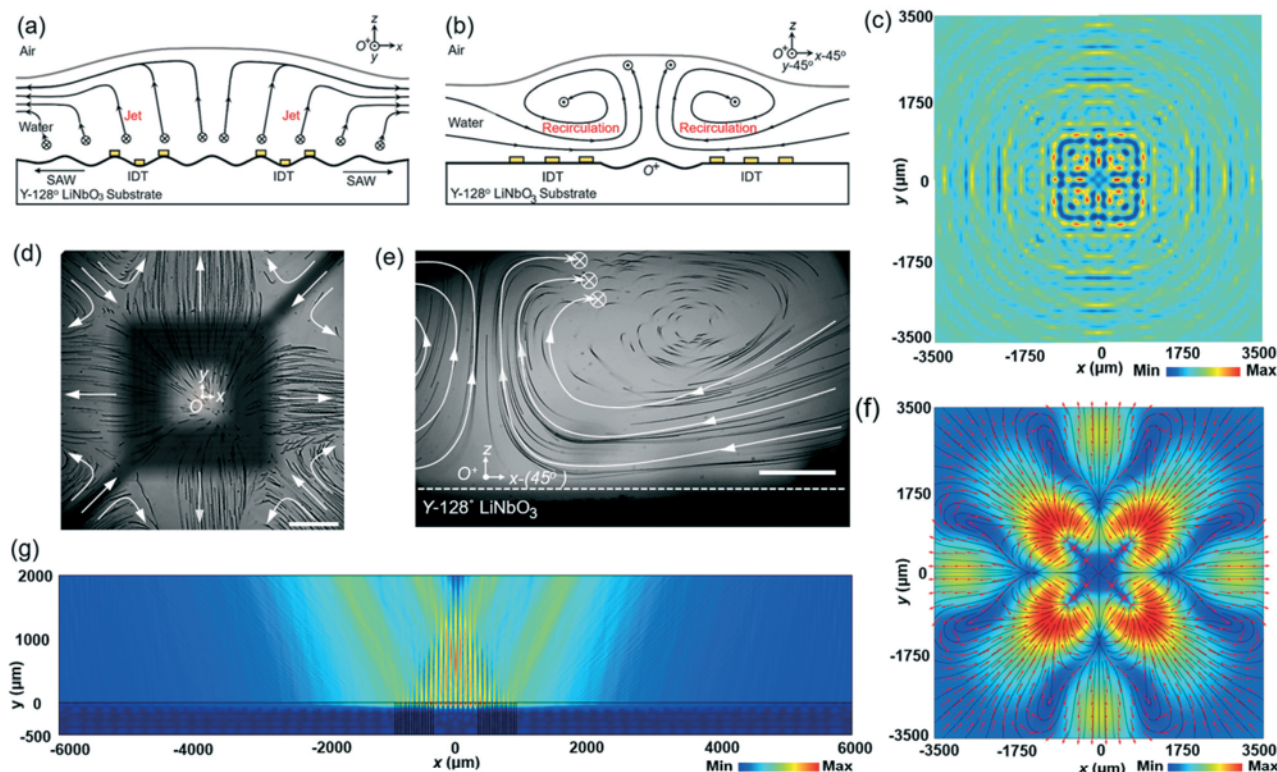 (a)
Air
z
O+
x
y
Jet
Jet
Water
SAW
IDT
IDT
SAW
Y-128° LiNbO3 Substrate
(b)
Air
z
O+
x-45°
y-45°
Water
Recirculation
Recirculation
IDT
O+
IDT
Y-128° LiNbO3 Substrate
(c)
3500
1750
0
-1750
-3500
y (µm)
-3500 -1750 0 1750 3500
x (µm) Min Max
(d)
y
O x
(e)
z
O+ x-(45°)
Y-128° LiNbO3
(f)
3500
1750
0
-1750
-3500
y (µm)
-3500 -1750 0 1750 3500
x (µm) Min Max
(g)
2000
1000
0
-500
y (µm)
-6000 -4000 -2000 0 2000 4000 6000
x (µm) Min Max